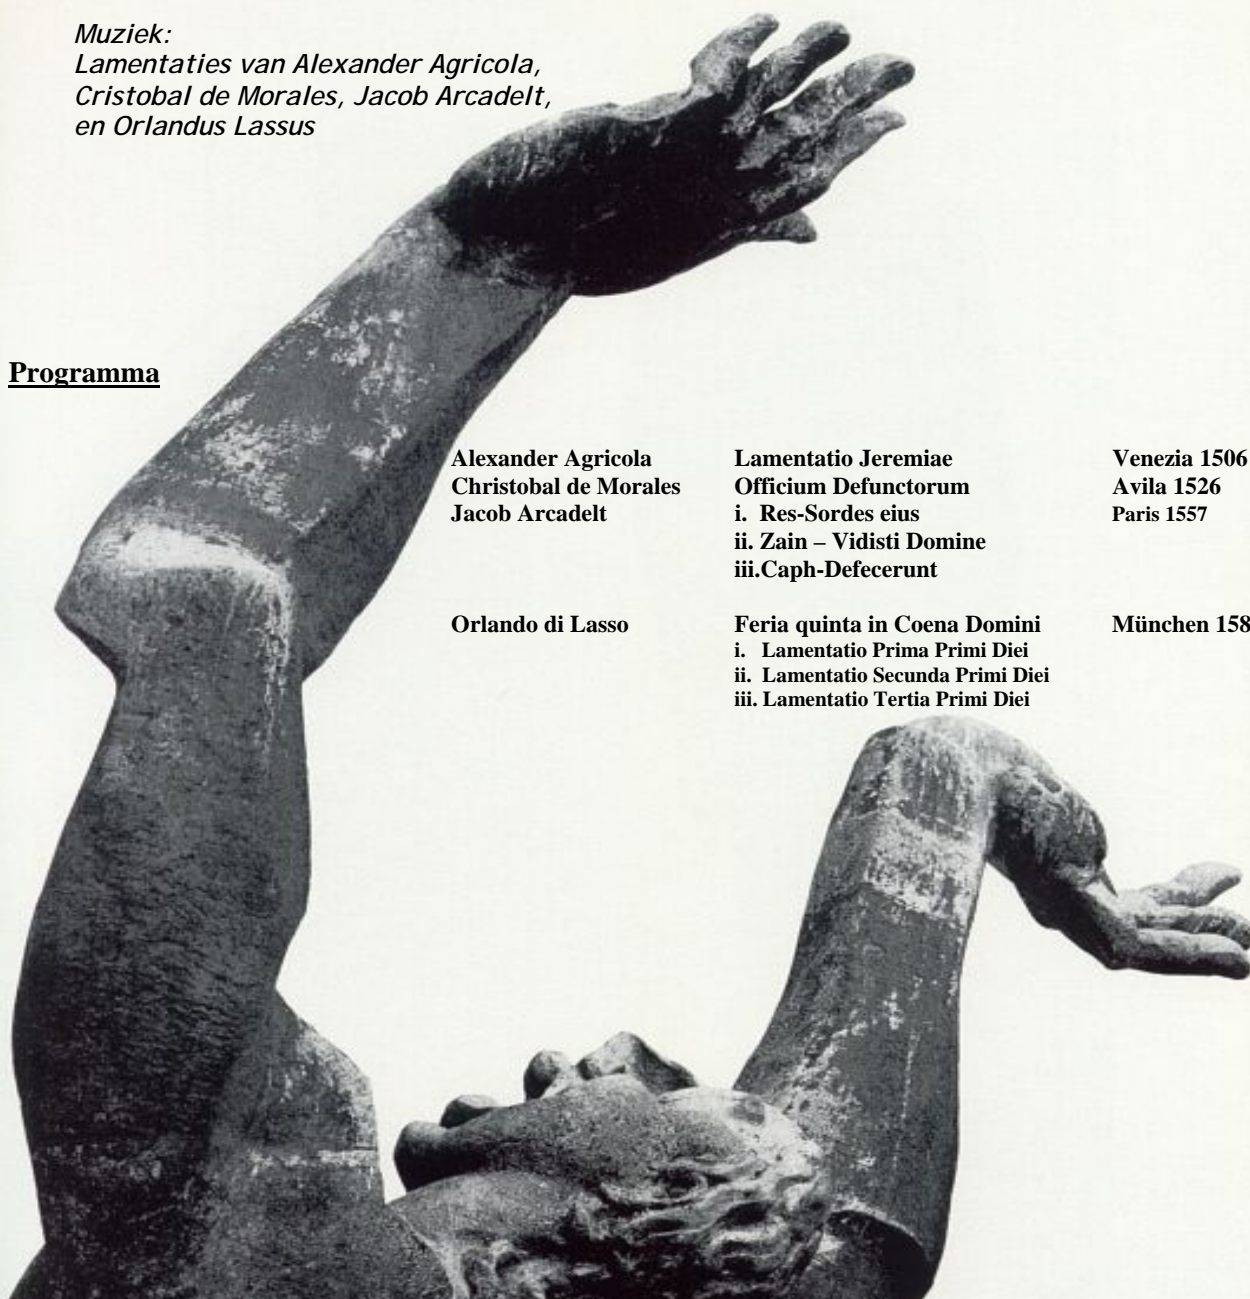 Muziek:
Lamentaties van Alexander Agricola,
Cristobal de Morales, Jacob Arcadelt,
en Orlandus Lassus
Programma
Alexander Agricola Lamentatio Jeremiae Venezia 1506
Christobal de Morales Officium Defunctorum Avila 1526
Jacob Arcadelt i. Res-Sordes eius Paris 1557
ii. Zain – Vidisti Domine
iii.Caph-Defecerunt
Orlando di Lasso Feria quinta in Coena Domini München
i. Lamentatio Prima Primi Diei
ii. Lamentatio Secunda Primi Diei
iii. Lamentatio Tertia Primi Diei